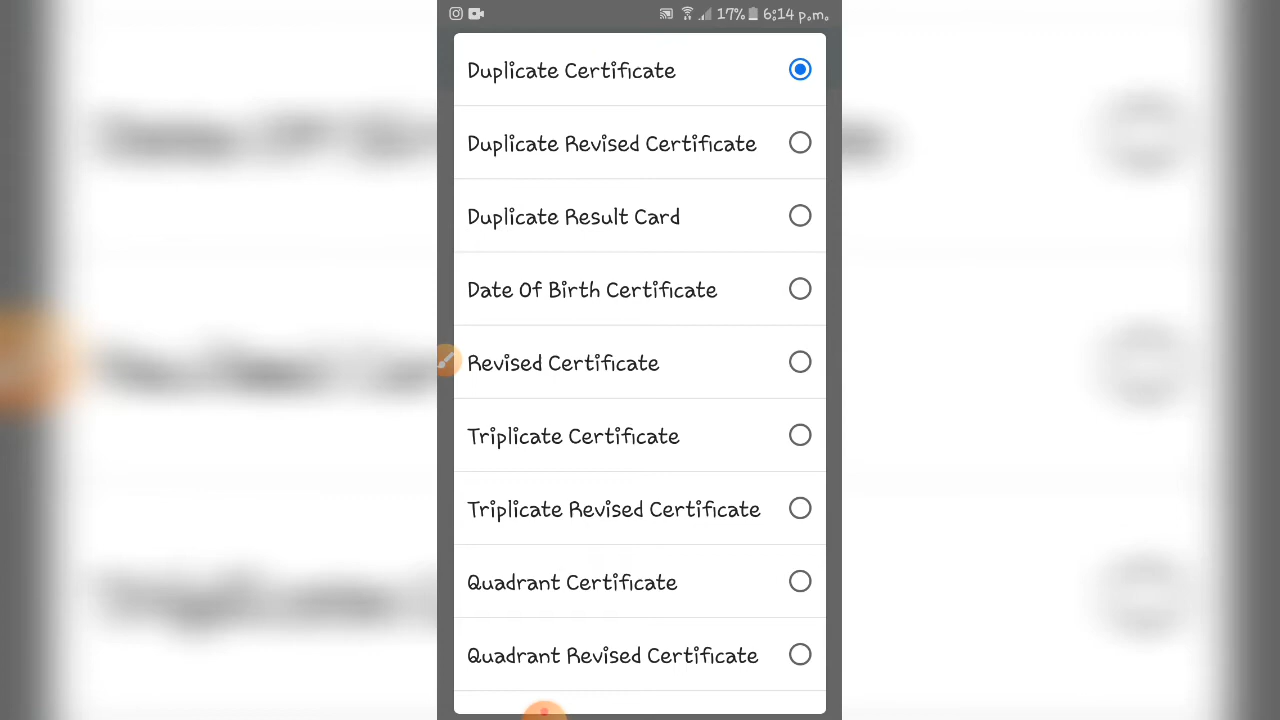 17% 6:14 p.m.
Duplicate Certificate
Duplicate Revised Certificate
Duplicate Result Card
Date Of Birth Certificate
Revised Certificate
Triplicate Certificate
Triplicate Revised Certificate
Quadrant Certificate
Quadrant Revised Certificate